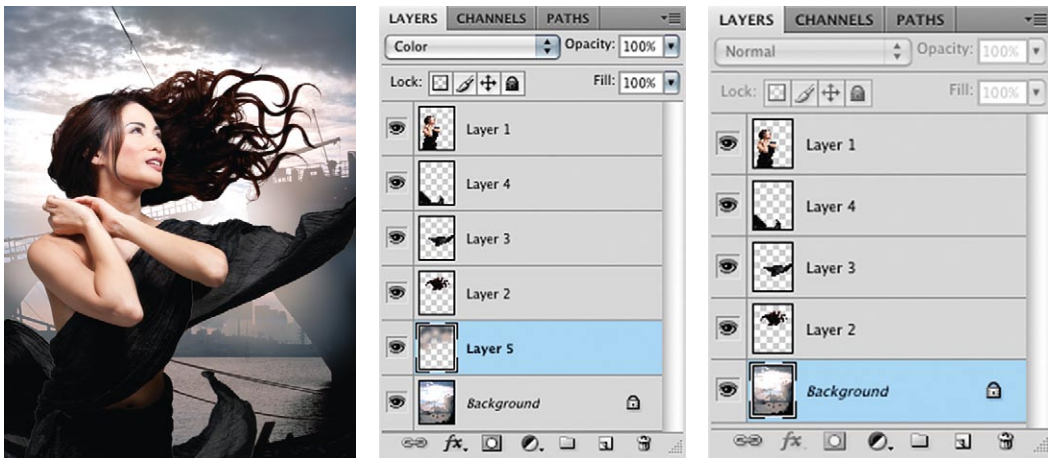 LAYERS CHANNELS PATHS
Color Opacity: 100%
Lock: Fill: 100%
Layer 1
Layer 4
Layer 3
Layer 2
Layer 5
Background
fx.
LAYERS CHANNELS PATHS
Normal Opacity: 100%
Lock: Fill: 100%
Layer 1
Layer 4
Layer 3
Layer 2
Background
fx.